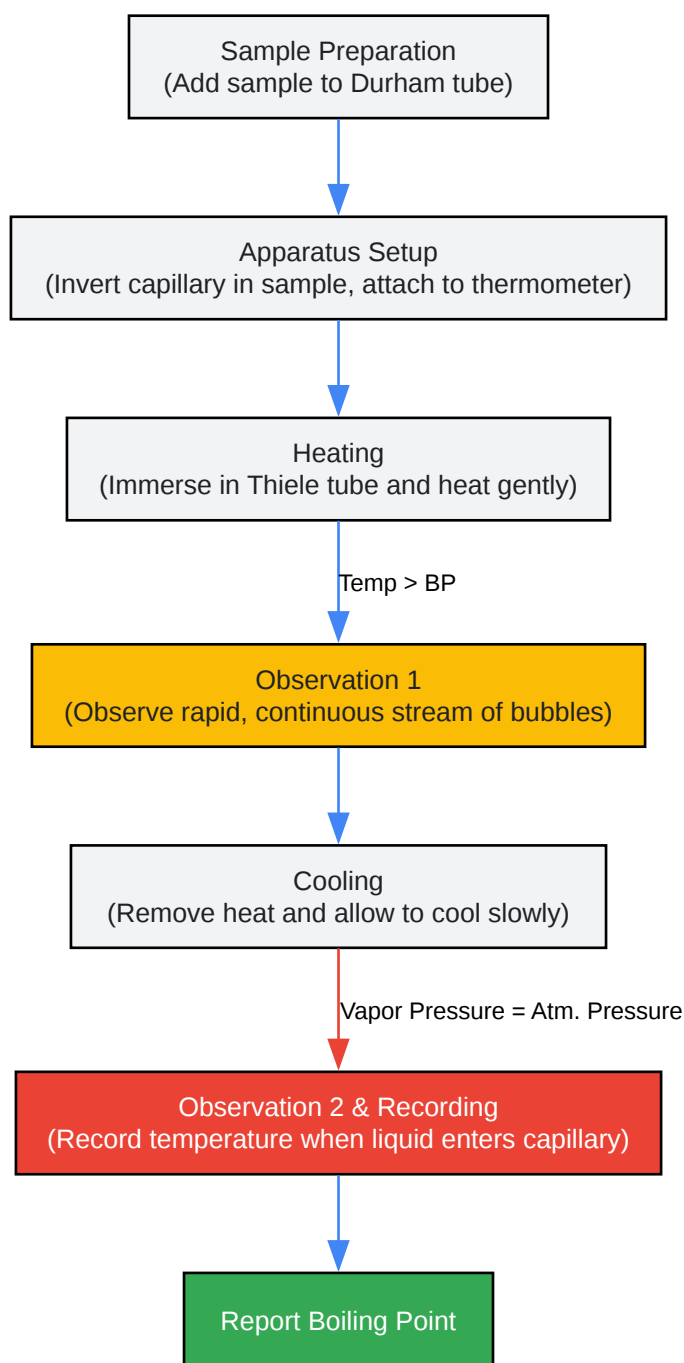 Sample Preparation
(Add sample to Durham tube)
Apparatus Setup
(Invert capillary in sample, attach to thermometer)
Heating
(Immerse in Thiele tube and heat gently)
Temp > BP
Observation 1
(Observe rapid, continuous stream of bubbles)
Cooling
(Remove heat and allow to cool slowly)
Vapor Pressure = Atm. Pressure
Observation 2 & Recording
(Record temperature when liquid enters capillary)
Report Boiling Point